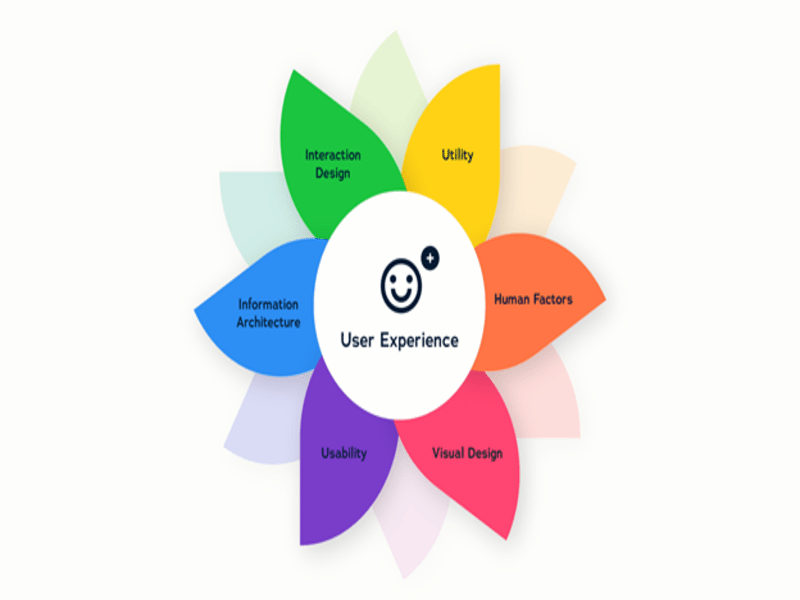 Interaction
Design
Utility
Information
Architecture
Human Factors
+
User Experience
Usability
Visual Design